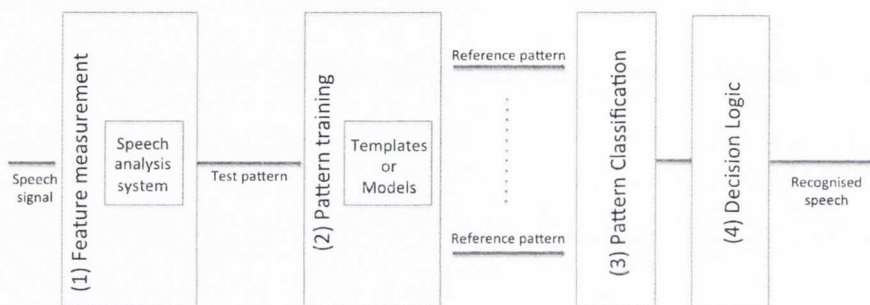 Speech
signal
(1) Feature measurement
Speech
analysis
system
Test pattern
(2) Pattern training
Templates
or
Models
Reference pattern
Reference pattern
(3) Pattern Classification
(4) Decision Logic
Recognised
speech